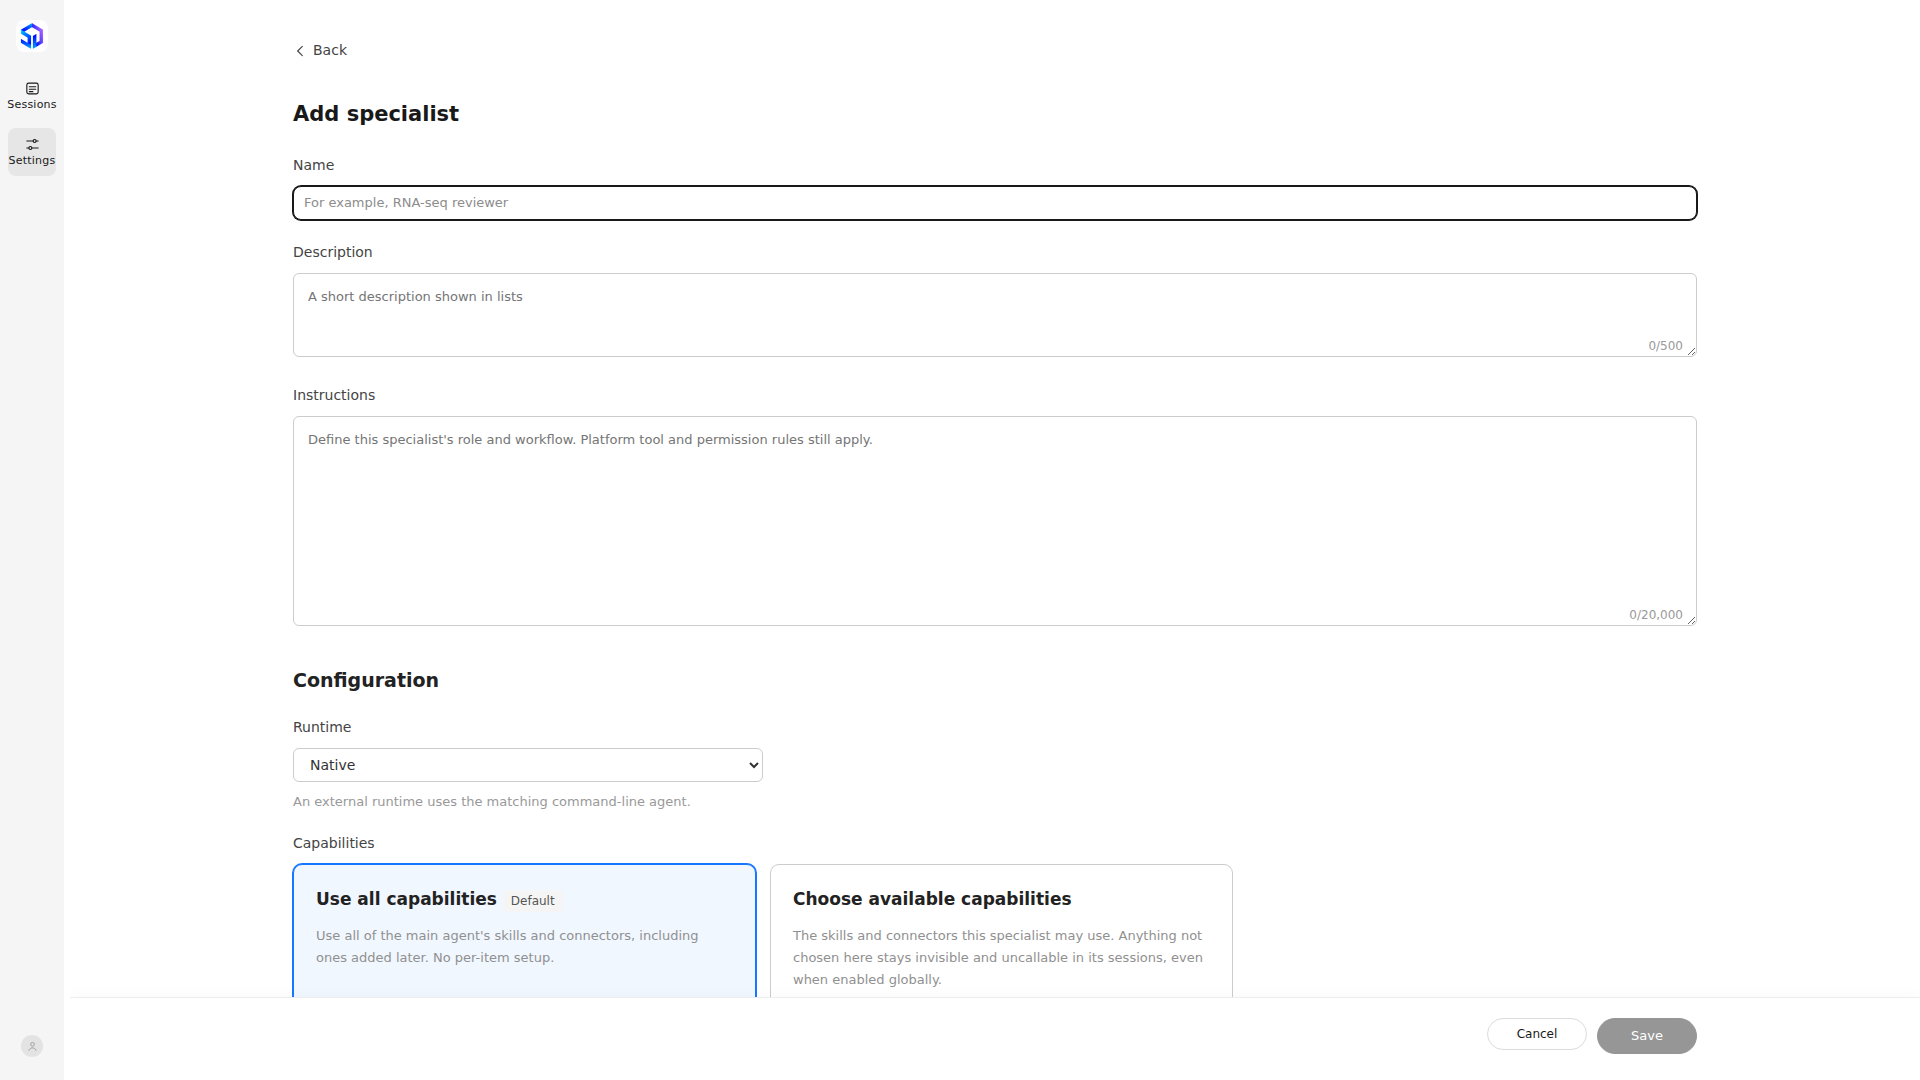 Sessions
Settings
Back
Add specialist
Name
For example, RNA-seq reviewer
Description
A short description shown in lists
0/500
Instructions
Define this specialist's role and workflow. Platform tool and permission rules still apply.
0/20,000
Configuration
Runtime
Native
An external runtime uses the matching command-line agent.
Capabilities
Use all capabilities Default
Use all of the main agent's skills and connectors, including
ones added later. No per-item setup.
Choose available capabilities
The skills and connectors this specialist may use. Anything not
chosen here stays invisible and uncallable in its sessions, even
when enabled globally.
Cancel
Save